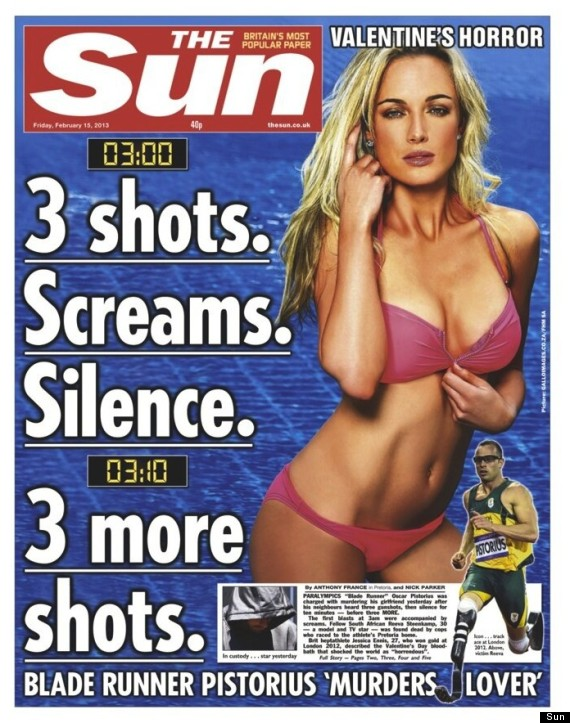 THE
Sun
BRITAIN'S MOST
POPULAR PAPER
Friday, February 15, 2013
40p
thesun.co.uk
VALENTINE'S HORROR
03:00
3 shots.
Screams.
Silence.
03:10
3 more
shots.
Picture: GALLOIMAGES.CO.ZA/FHM SA
PISTORIUS
In custody . . . star yesterday
By ANTHONY FRANCE in Pretoria, and NICK PARKER
PARALYMPICS "Blade Runner" Oscar Pistorius was
charged with murdering his girlfriend yesterday after
his neighbours heard three gunshots, then silence for
ten minutes — before three MORE.
The first blasts at 3am were accompanied by
screams. Fellow South African Reeva Steenkamp, 30
— a model and TV star — was found dead by cops
who raced to the athlete's Pretoria home.
Brit heptathlete Jessica Ennis, 27, who won gold at
London 2012, described the Valentine's Day blood-
bath that shocked the world as "horrendous".
Full Story — Pages Two, Three, Four and Five
Icon . . . track
ace at London
2012. Above,
victim Reeva
BLADE RUNNER PISTORIUS 'MURDERS LOVER'
Sun